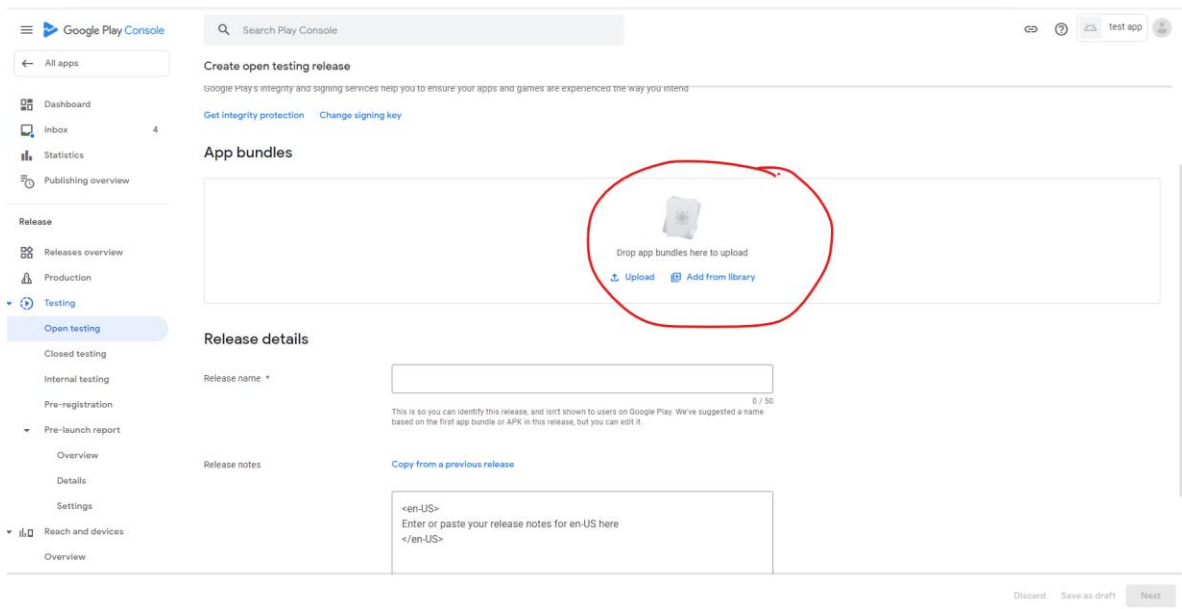 Google Play Console
Search Play Console
test app
All apps
Dashboard
Inbox 4
Statistics
Publishing overview
Release
Releases overview
Production
Testing
Open testing
Closed testing
Internal testing
Pre-registration
Pre-launch report
Overview
Details
Settings
Reach and devices
Overview
Create open testing release
Google Play's integrity and signing services help you to ensure your apps and games are experienced the way you intend
Get integrity protection Change signing key
App bundles
Drop app bundles here to upload
Upload Add from library
Release details
Release name *
0 / 50
This is so you can identify this release, and isn't shown to users on Google Play. We've suggested a name
based on the first app bundle or APK in this release, but you can edit it.
Release notes Copy from a previous release
<en-US>
Enter or paste your release notes for en-US here
</en-US>
Discard Save as draft Next